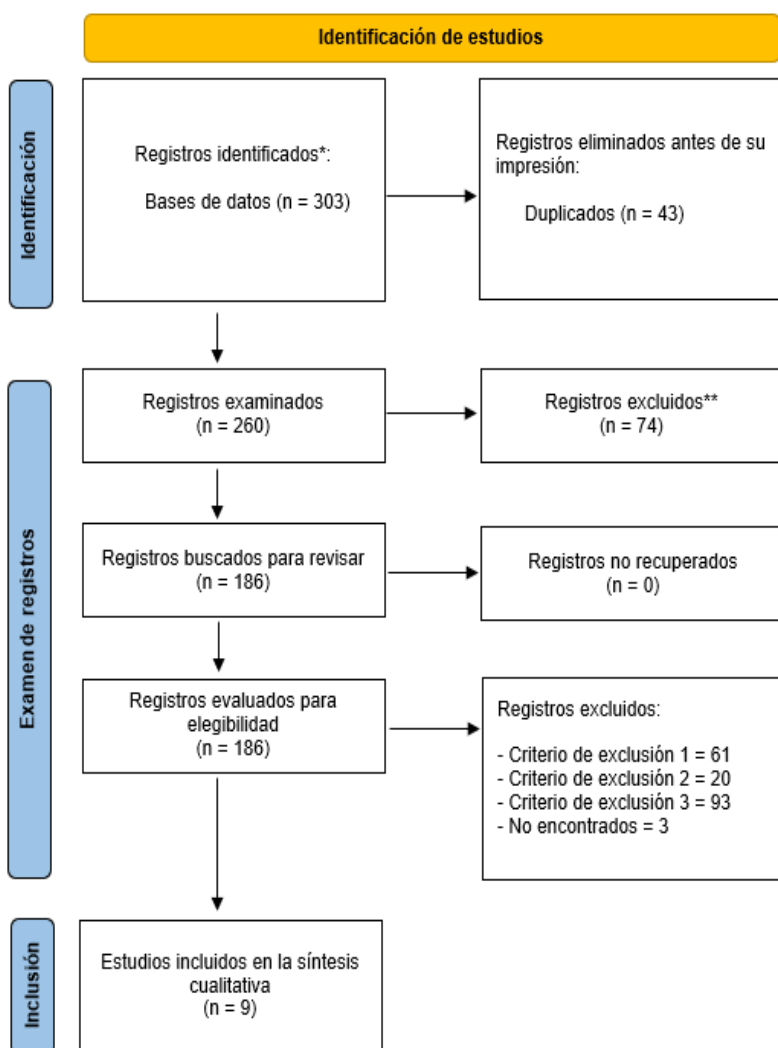 Identificación de estudios
Identificación
Registros identificados*:
Bases de datos (n = 303)
Registros eliminados antes de su
impresión:
Duplicados (n = 43)
Examen de registros
Registros examinados
(n = 260)
Registros excluidos**
(n = 74)
Registros buscados para revisar
(n = 186)
Registros no recuperados
(n = 0)
Registros evaluados para
elegibilidad
(n = 186)
Registros excluidos:
- Criterio de exclusión 1 = 61
- Criterio de exclusión 2 = 20
- Criterio de exclusión 3 = 93
- No encontrados = 3
Inclusión
Estudios incluidos en la síntesis
cualitativa
(n = 9)